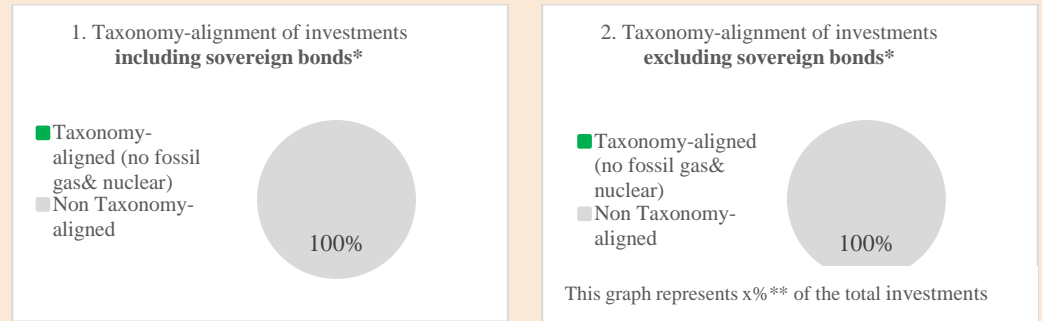 1. Taxonomy-alignment of investments
including sovereign bonds*
Taxonomy-
aligned (no fossil
gas& nuclear)
Non Taxonomy-
aligned
100%
2. Taxonomy-alignment of investments
excluding sovereign bonds*
Taxonomy-aligned
(no fossil gas&
nuclear)
Non Taxonomy-
aligned
100%
This graph represents x%** of the total investments